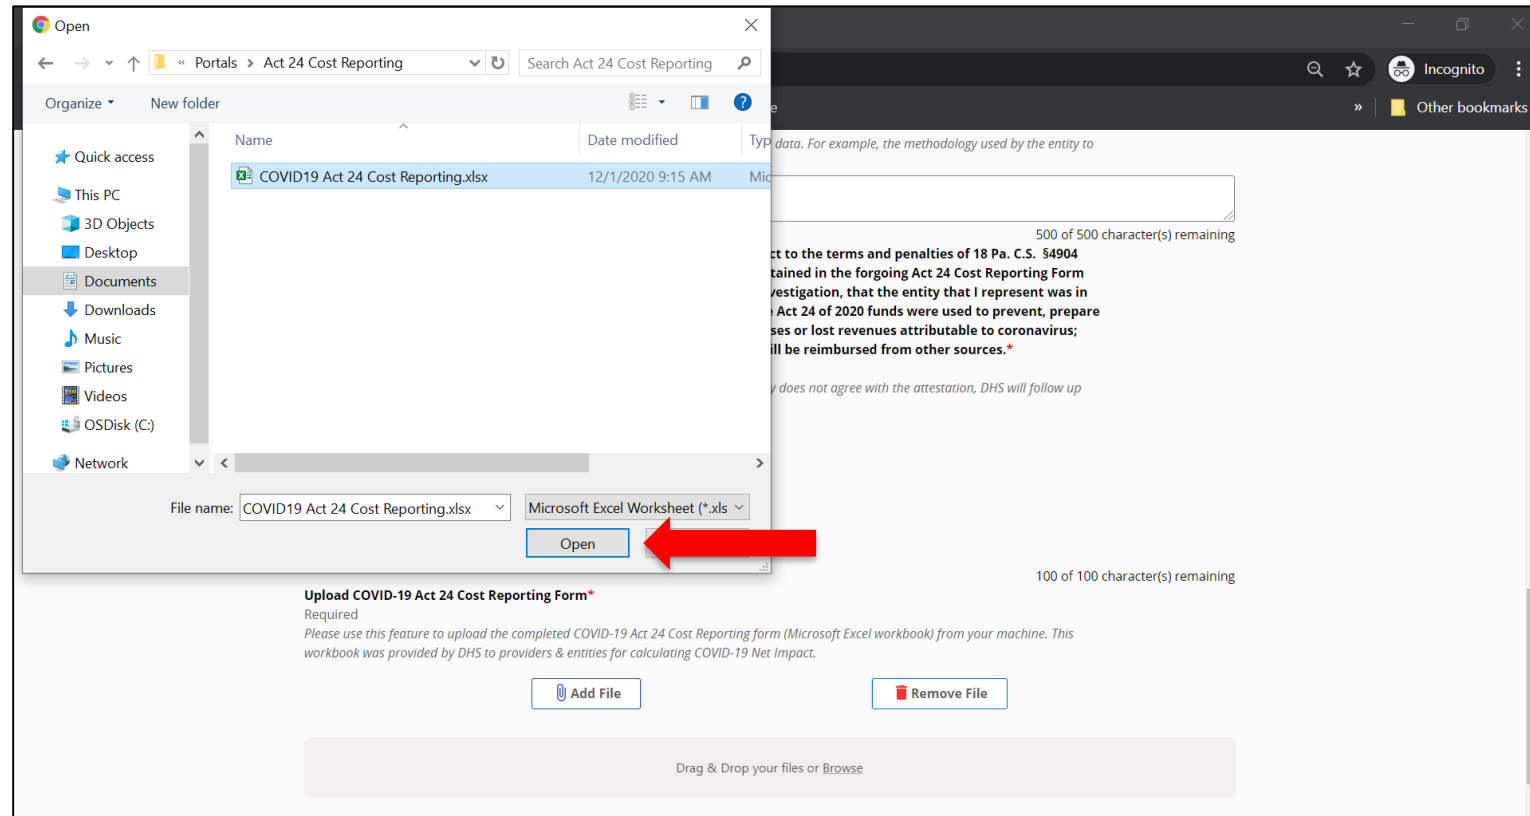 Open
Portals > Act 24 Cost Reporting
Search Act 24 Cost Reporting
Incognito
Organize
New folder
?
e
»
Other bookmarks
Name
Date modified
Typ
data. For example, the methodology used by the entity to
Quick access
COVID19 Act 24 Cost Reporting.xlsx
12/1/2020 9:15 AM
Mic
This PC
3D Objects
Desktop
Documents
Downloads
Music
Pictures
Videos
OSDisk (C:)
Network
500 of 500 character(s) remaining
ct to the terms and penalties of 18 Pa. C.S. §4904
tained in the forgoing Act 24 Cost Reporting Form
vestigation, that the entity that I represent was in
Act 24 of 2020 funds were used to prevent, prepare
ses or lost revenues attributable to coronavirus;
ill be reimbursed from other sources.*
y does not agree with the attestation, DHS will follow up
File name:
COVID19 Act 24 Cost Reporting.xlsx
Microsoft Excel Worksheet (*.xls
Open
100 of 100 character(s) remaining
Upload COVID-19 Act 24 Cost Reporting Form*
Required
Please use this feature to upload the completed COVID-19 Act 24 Cost Reporting form (Microsoft Excel workbook) from your machine. This
workbook was provided by DHS to providers & entities for calculating COVID-19 Net Impact.
Add File
Remove File
Drag & Drop your files or Browse